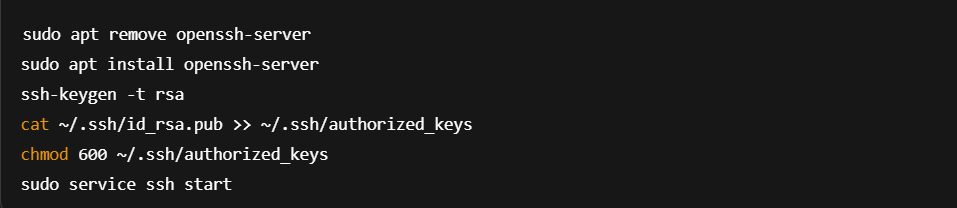 sudo apt remove openssh-server
sudo apt install openssh-server
ssh-keygen -t rsa
cat ~/.ssh/id_rsa.pub >> ~/.ssh/authorized_keys
chmod 600 ~/.ssh/authorized_keys
sudo service ssh start